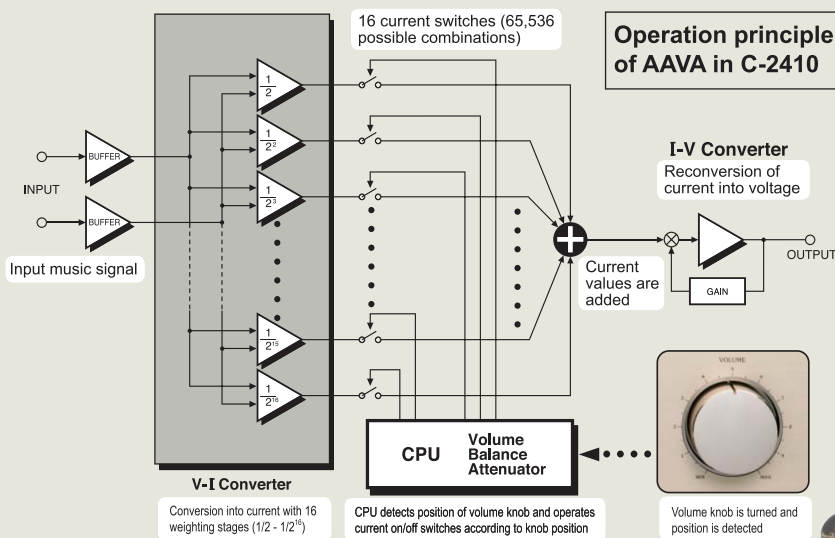 Operation principle
of AAVA in C-2410
16 current switches (65,536
possible combinations)
INPUT
BUFFER
BUFFER
Input music signal
1/2
1/2²
1/2³
1/2¹⁵
1/2¹⁶
V-I Converter
Conversion into current with 16
weighting stages (1/2 - 1/2¹⁶)
Current
values are
added
I-V Converter
Reconversion of
current into voltage
GAIN
OUTPUT
CPU
Volume
Balance
Attenuator
CPU detects position of volume knob and operates
current on/off switches according to knob position
VOLUME
MIN
MAX
Volume knob is turned and
position is detected